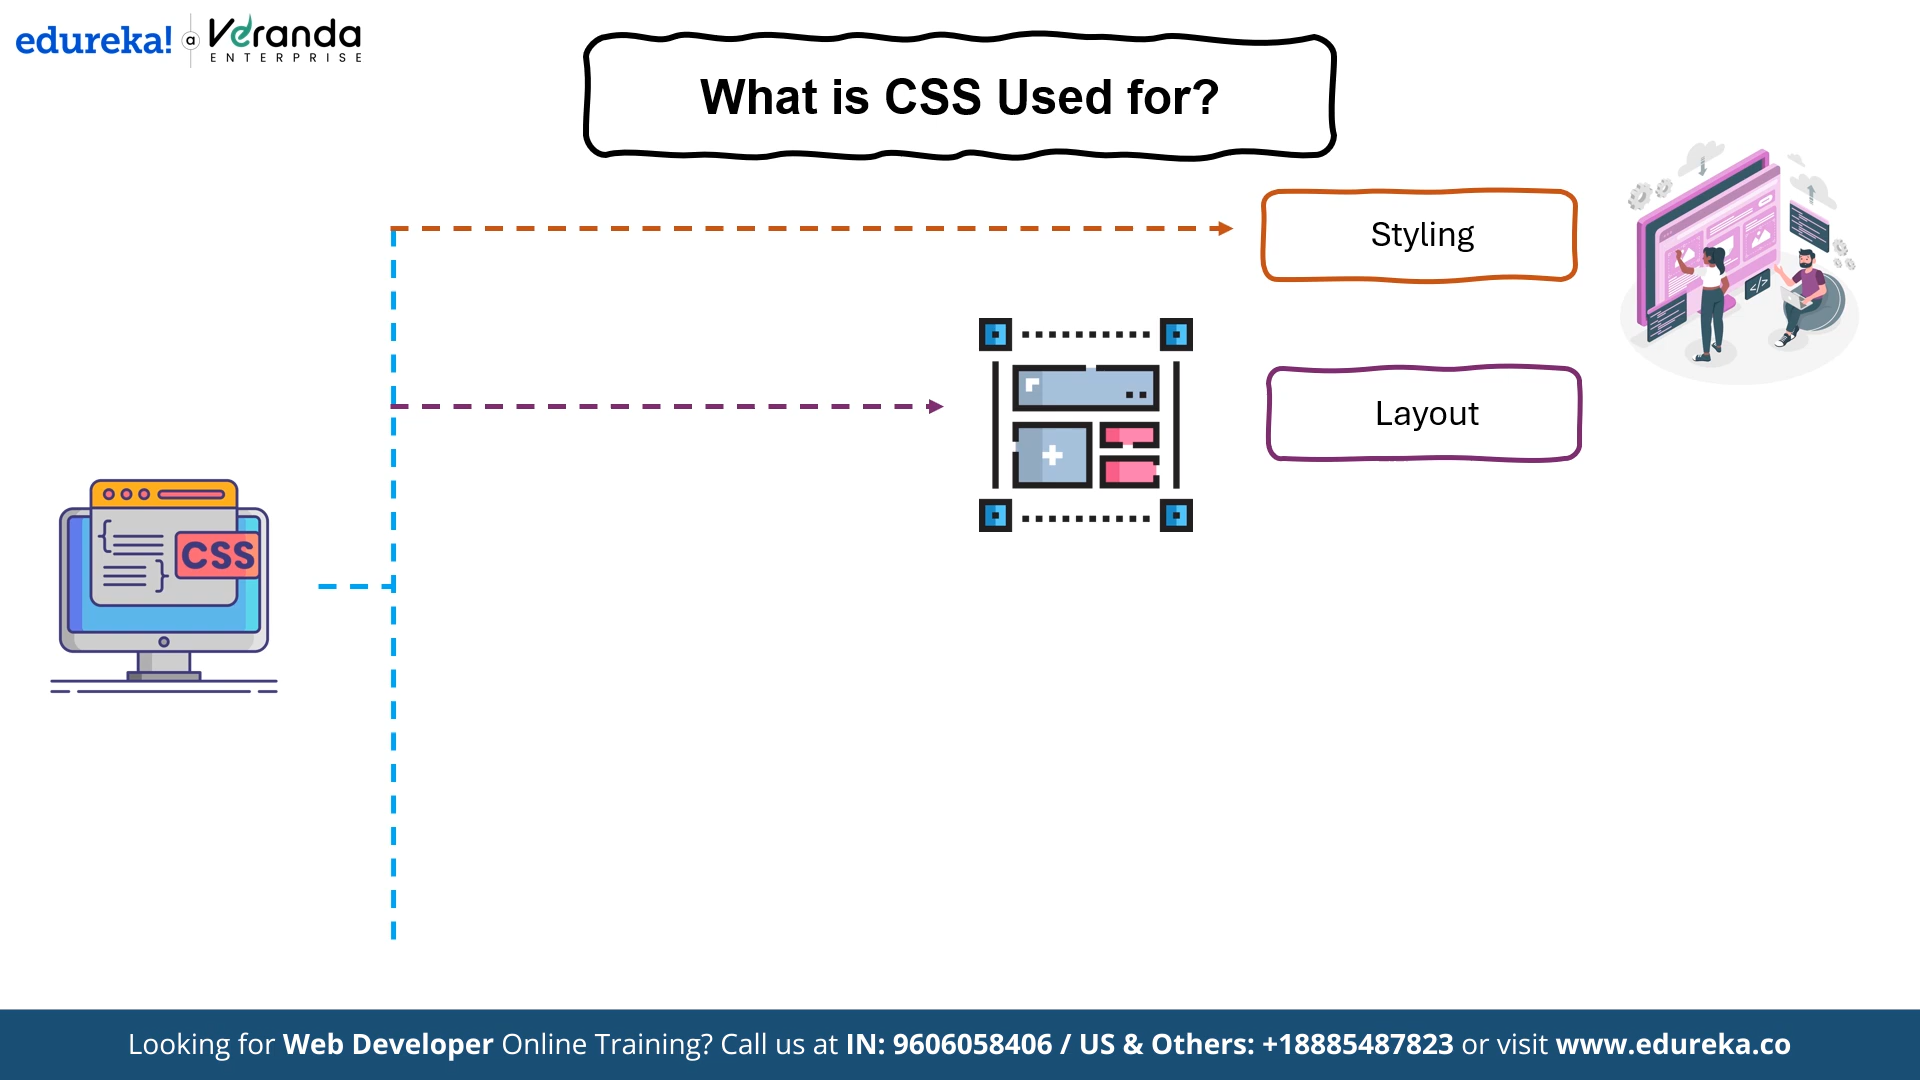 edureka! a Veranda
ENTERPRISE
What is CSS Used for?
Styling
</>
Layout
CSS
Looking for Web Developer Online Training? Call us at IN: 9606058406 / US & Others: +18885487823 or visit www.edureka.co